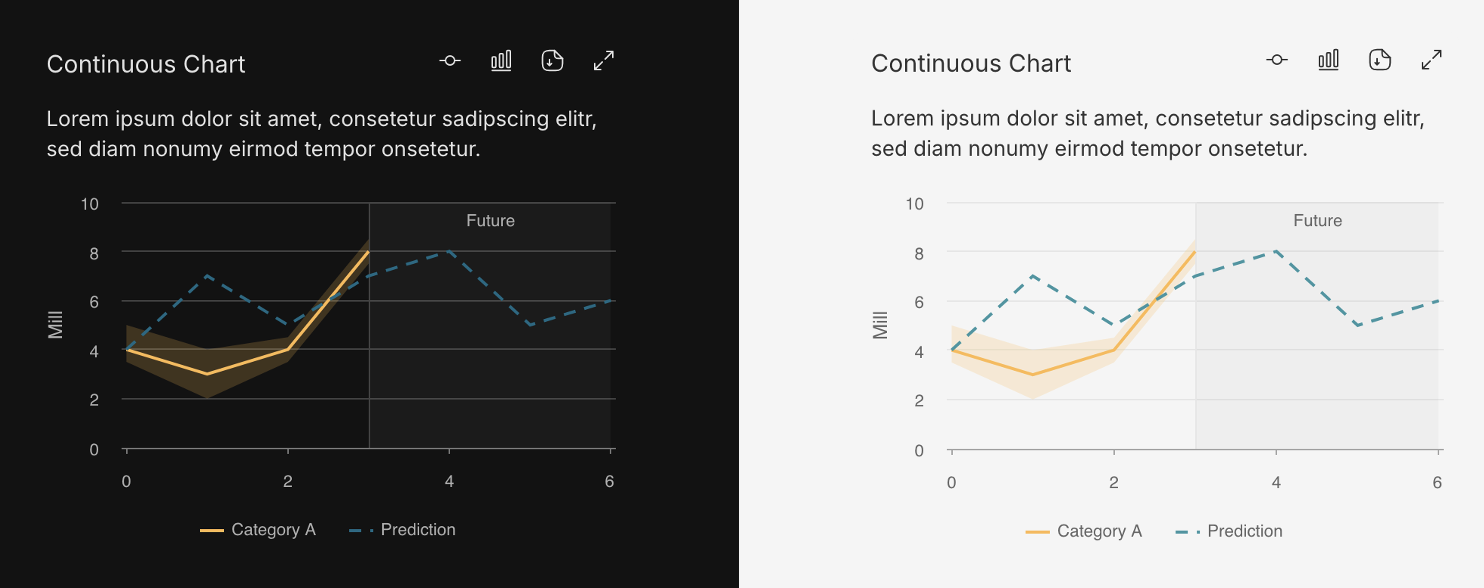 Continuous Chart
Lorem ipsum dolor sit amet, consetetur sadipscing elitr,
sed diam nonumy eirmod tempor onsetetur.
Mill
10
8
6
4
2
0
Future
0 2 4 6
Category A Prediction
Continuous Chart
Lorem ipsum dolor sit amet, consetetur sadipscing elitr,
sed diam nonumy eirmod tempor onsetetur.
Mill
10
8
6
4
2
0
Future
0 2 4 6
Category A Prediction